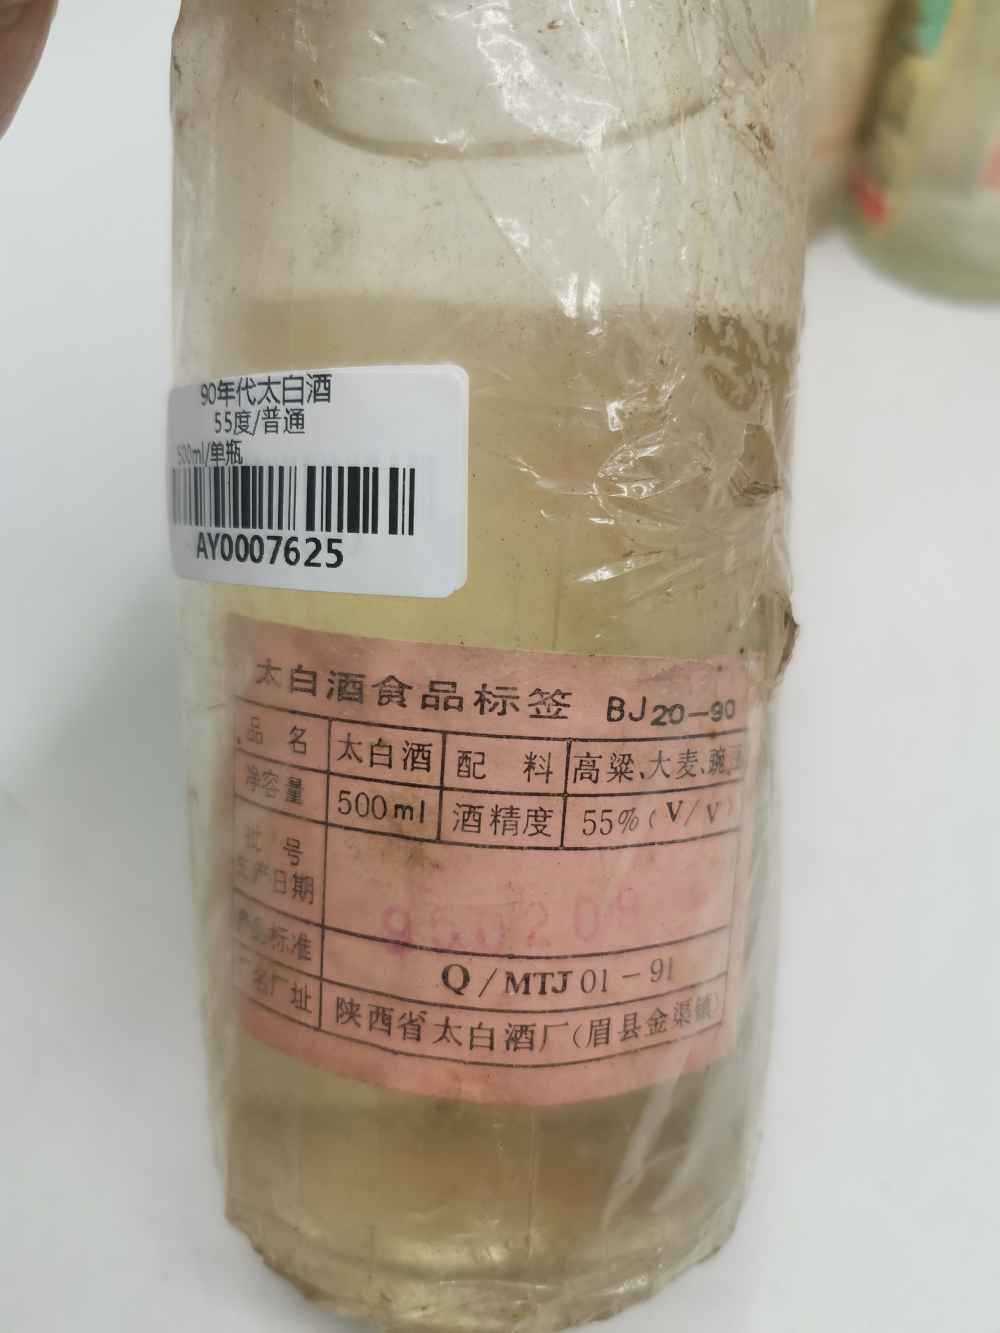 90年代太白酒
55度/普通
500ml/单瓶
AY0007625
太白酒食品标签 BJ20-90
品名 太白酒 配料 高粱、大麦、豌豆
净容量 500ml 酒精度 55%(V/V)
批号
生产日期 950208
产品标准 Q/MTJ01-91
厂名厂址 陕西省太白酒厂(眉县金渠镇)